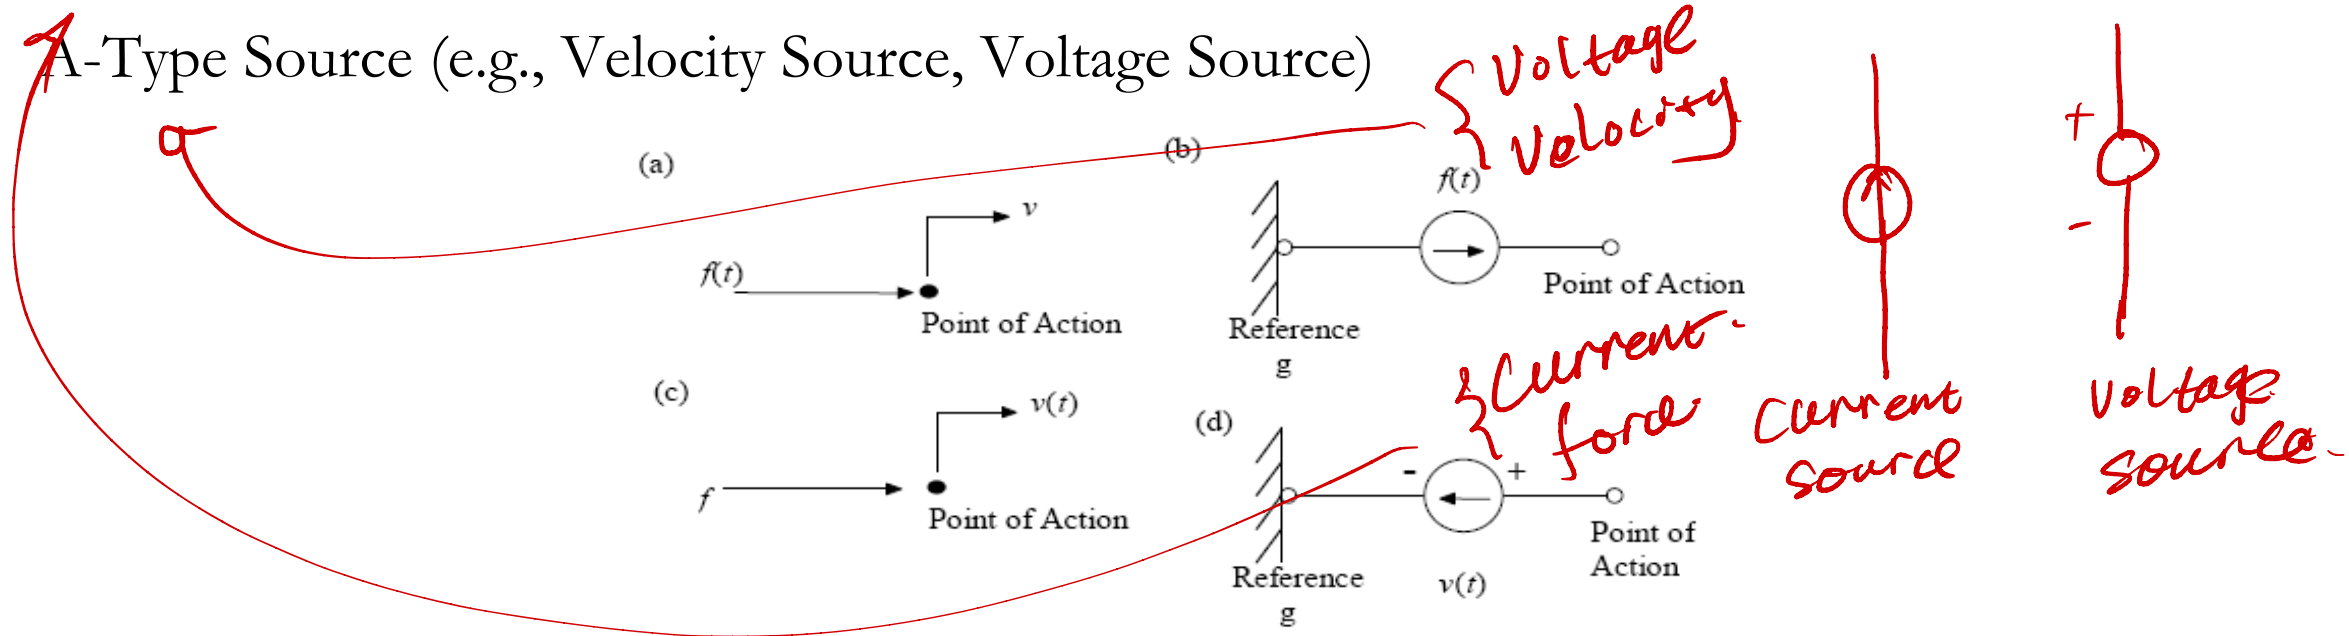 A-Type Source (e.g., Velocity Source, Voltage Source)
Voltage
Velocity
(a)
(b)
f(t)
v
f(t)
Point of Action
Point of Action
Reference
g
+
-
Current
force
Current
source
Voltage
source
(c)
(d)
v(t)
f
Point of Action
- +
Point of
Action
Reference
g
v(t)